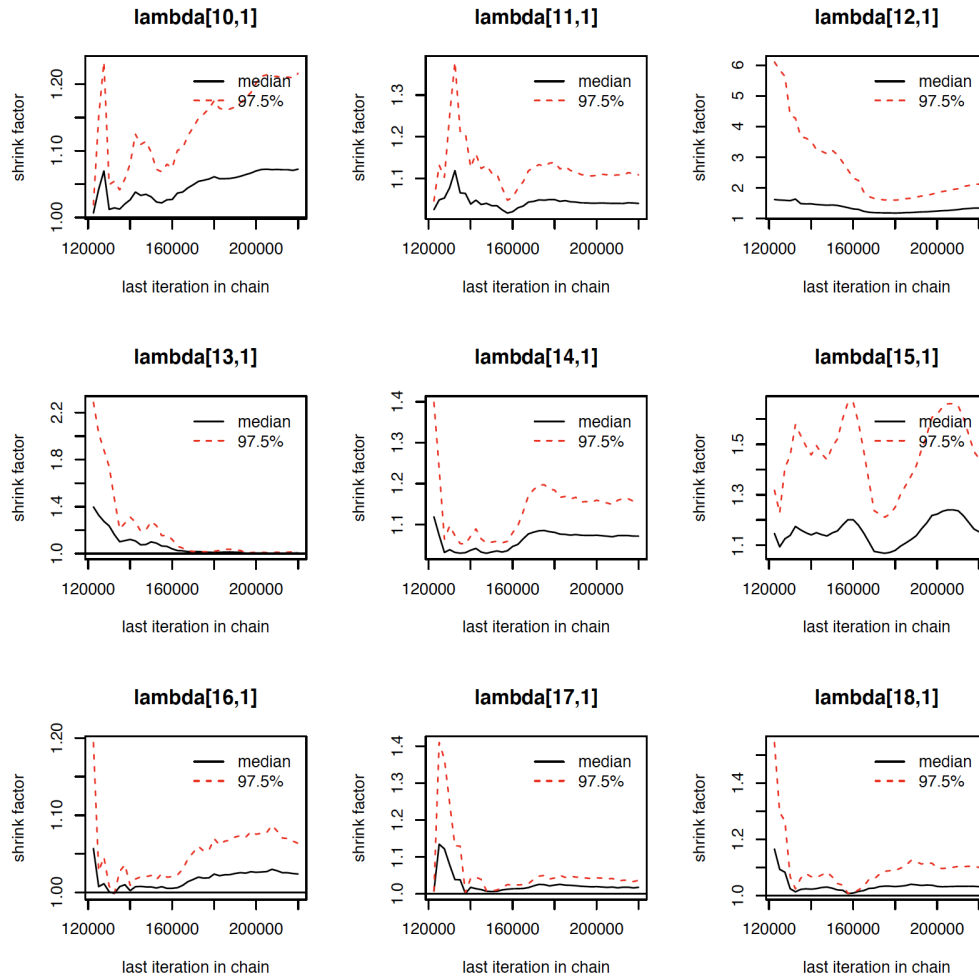 lambda[10,1]
shrink factor
1.00 1.10 1.20
median
97.5%
120000 160000 200000
last iteration in chain
lambda[11,1]
shrink factor
1.1 1.2 1.3
median
97.5%
120000 160000 200000
last iteration in chain
lambda[12,1]
shrink factor
1 2 3 4 5 6
median
97.5%
120000 160000 200000
last iteration in chain
lambda[13,1]
shrink factor
1.0 1.4 1.8 2.2
median
97.5%
120000 160000 200000
last iteration in chain
lambda[14,1]
shrink factor
1.1 1.2 1.3 1.4
median
97.5%
120000 160000 200000
last iteration in chain
lambda[15,1]
shrink factor
1.1 1.3 1.5
median
97.5%
120000 160000 200000
last iteration in chain
lambda[16,1]
shrink factor
1.00 1.10 1.20
median
97.5%
120000 160000 200000
last iteration in chain
lambda[17,1]
shrink factor
1.0 1.1 1.2 1.3 1.4
median
97.5%
120000 160000 200000
last iteration in chain
lambda[18,1]
shrink factor
1.0 1.2 1.4
median
97.5%
120000 160000 200000
last iteration in chain